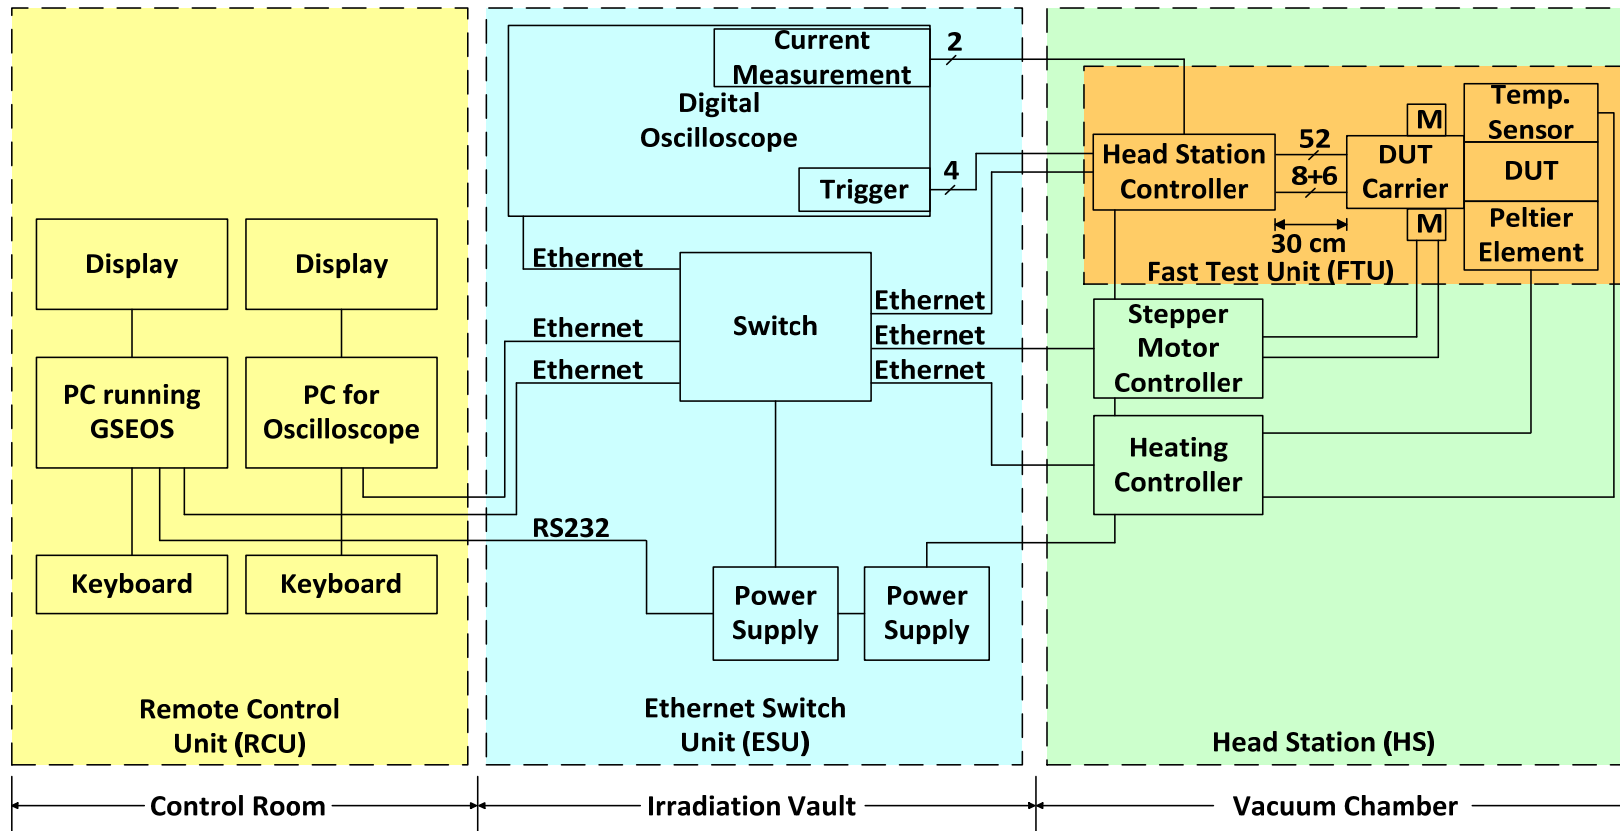 Display
Display
PC running
GSEOS
PC for
Oscilloscope
Keyboard
Keyboard
Remote Control
Unit (RCU)
Control Room
Current
Measurement
2
Digital
Oscilloscope
Trigger
4
Ethernet
Ethernet
Ethernet
Switch
Ethernet
Ethernet
Ethernet
RS232
Power
Supply
Power
Supply
Ethernet Switch
Unit (ESU)
Irradiation Vault
Head Station
Controller
52
8+6
30 cm
M
DUT
Carrier
M
Temp.
Sensor
DUT
Peltier
Element
Fast Test Unit (FTU)
Stepper
Motor
Controller
Heating
Controller
Head Station (HS)
Vacuum Chamber